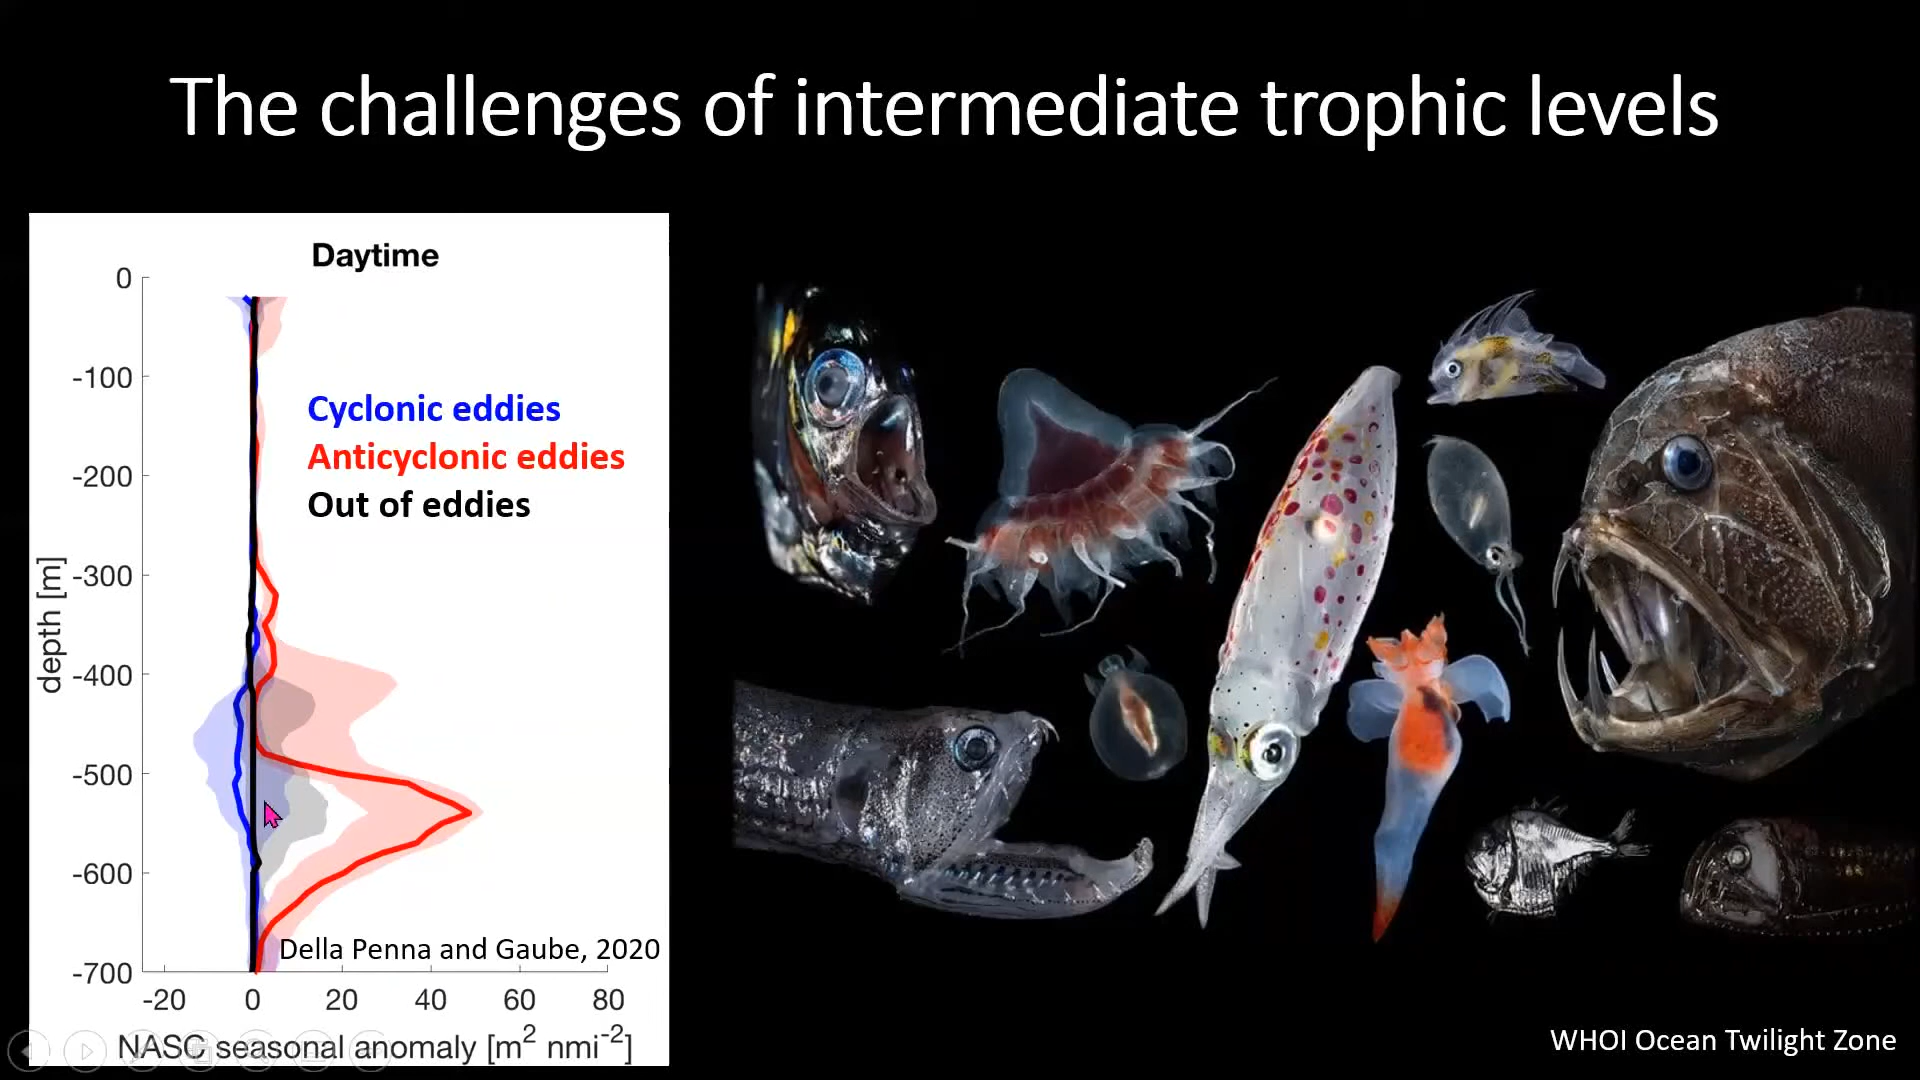 The challenges of intermediate trophic levels
Daytime
0
-100
-200
-300
-400
-500
-600
-700
depth [m]
Cyclonic eddies
Anticyclonic eddies
Out of eddies
Della Penna and Gaube, 2020
-20 0 20 40 60 80
NASC seasonal anomaly [m² nmi⁻²]
WHOI Ocean Twilight Zone